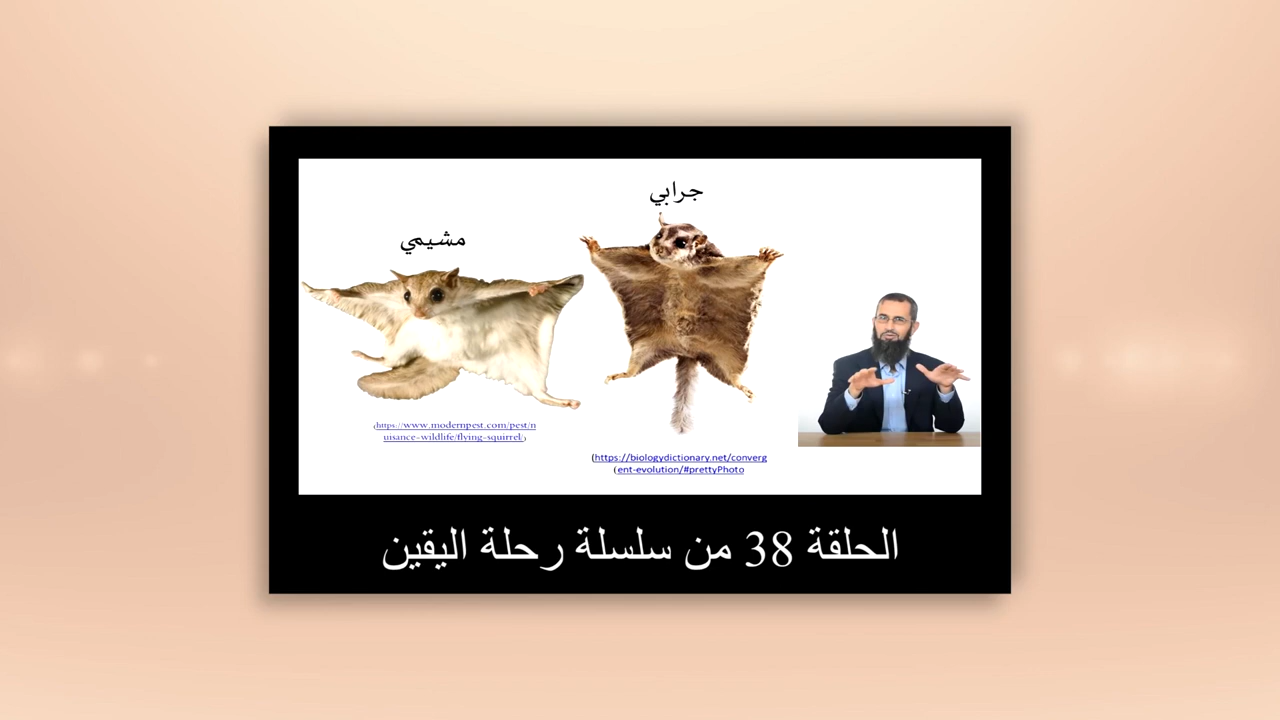 جرابي
مشيمي
(https://www.modernpest.com/pest/n
uisance-wildlife/flying-squirrel/)
(https://biologydictionary.net/converg
(ent-evolution/#prettyPhoto
الحلقة 38 من سلسلة رحلة اليقين